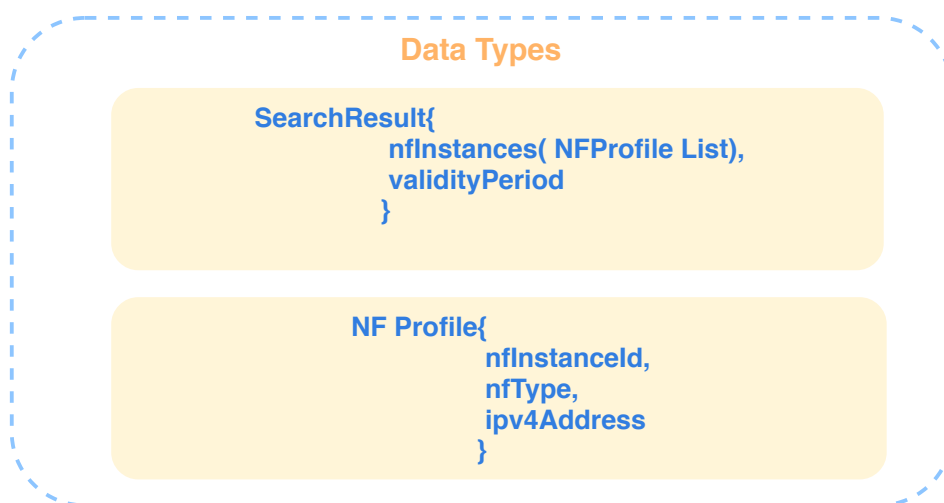 Data Types
SearchResult{
nfInstances( NFProfile List),
validityPeriod
}
NF Profile{
nfInstanceId,
nfType,
ipv4Address
}